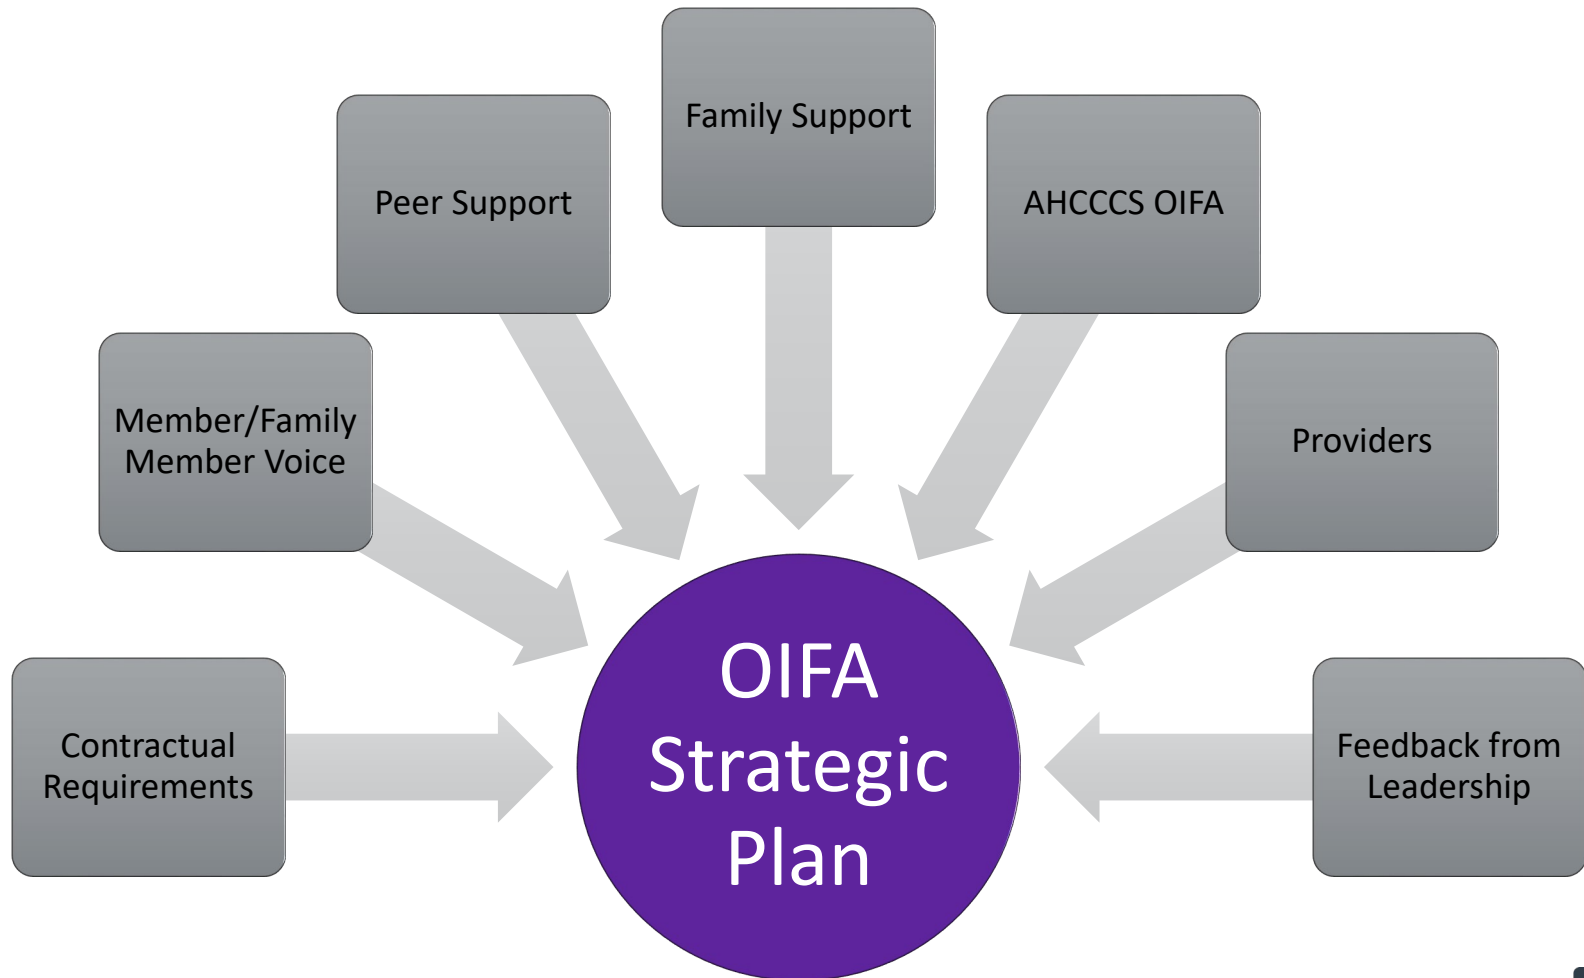 Family Support
Peer Support
AHCCCS OIFA
Member/Family
Member Voice
Providers
Contractual
Requirements
OIFA
Strategic
Plan
Feedback from
Leadership